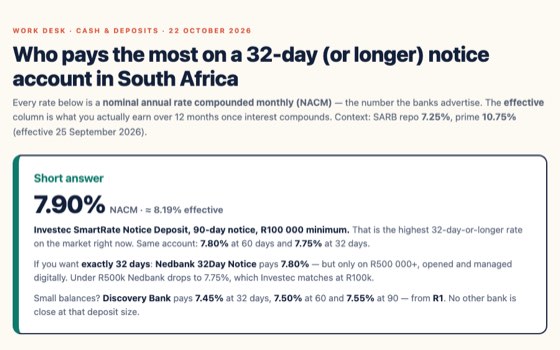 WORK DESK · CASH & DEPOSITS · 22 OCTOBER 2026
Who pays the most on a 32-day (or longer) notice
account in South Africa
Every rate below is a nominal annual rate compounded monthly (NACM) — the number the banks advertise. The effective
column is what you actually earn over 12 months once interest compounds. Context: SARB repo 7.25%, prime 10.75%
(effective 25 September 2026).
Short answer
7.90% NACM · ≈ 8.19% effective
Investec SmartRate Notice Deposit, 90-day notice, R100 000 minimum. That is the highest 32-day-or-longer rate
on the market right now. Same account: 7.80% at 60 days and 7.75% at 32 days.
If you want exactly 32 days: Nedbank 32Day Notice pays 7.80% — but only on R500 000+, opened and managed
digitally. Under R500k Nedbank drops to 7.75%, which Investec matches at R100k.
Small balances? Discovery Bank pays 7.45% at 32 days, 7.50% at 60 and 7.55% at 90 — from R1. No other bank is
close at that deposit size.